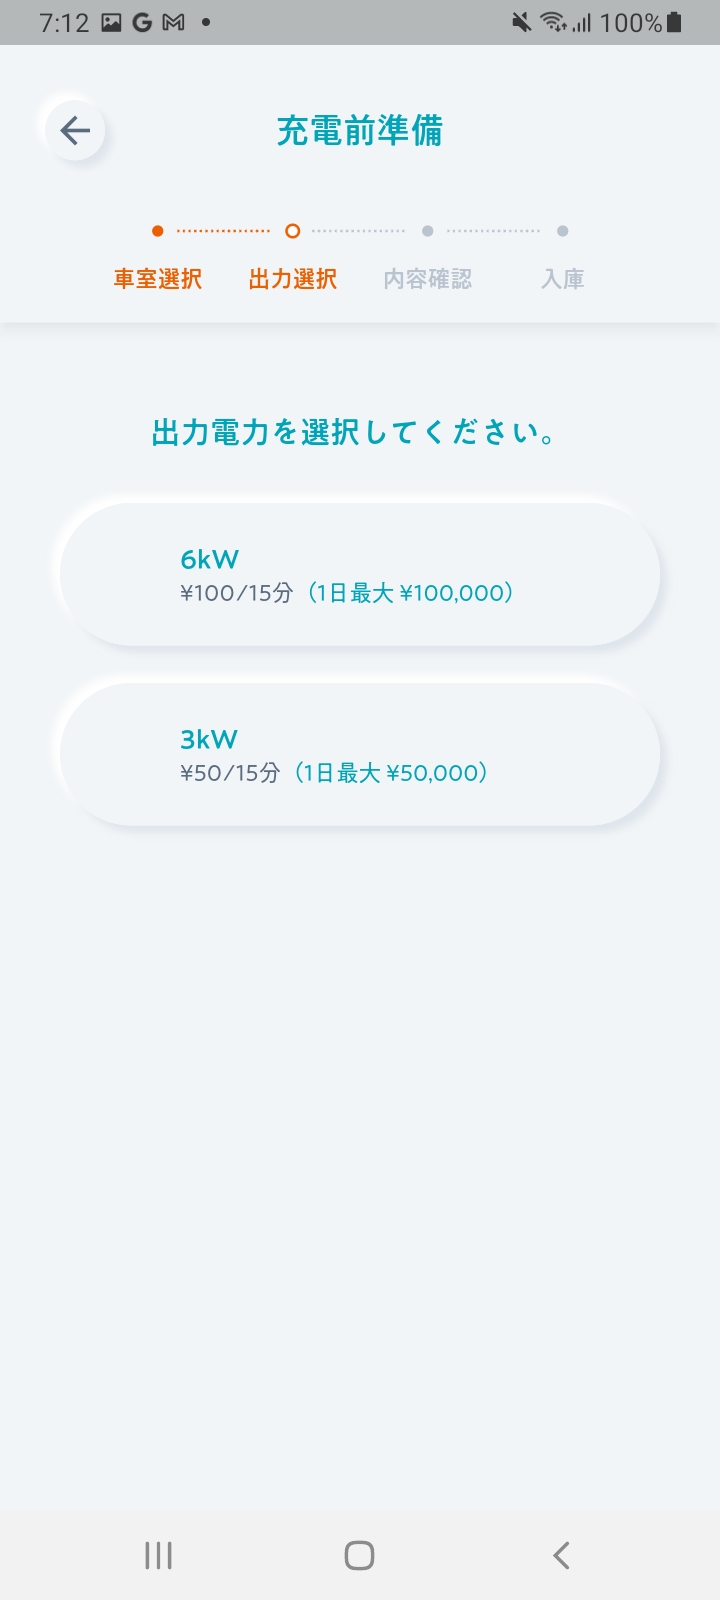 7:12
100%
充電前準備
車室選択 出力選択 内容確認 入庫
出力電力を選択してください。
6kW
¥100/15分（1日最大 ¥100,000）
3kW
¥50/15分（1日最大 ¥50,000）